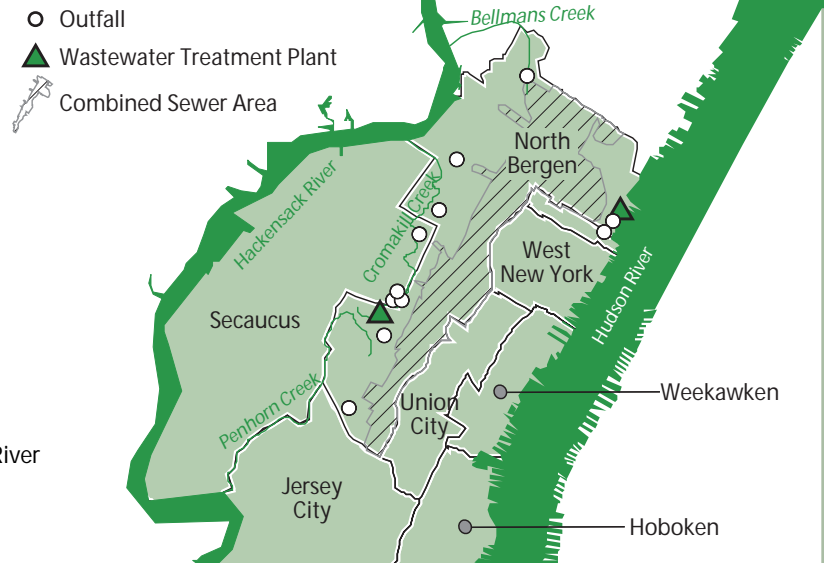 Outfall
Wastewater Treatment Plant
Combined Sewer Area
Bellmans Creek
North
Bergen
Hackensack River
Cromakill Creek
West
New York
Hudson River
Secaucus
Penhorn Creek
Union
City
Weekawken
River
Jersey
City
Hoboken